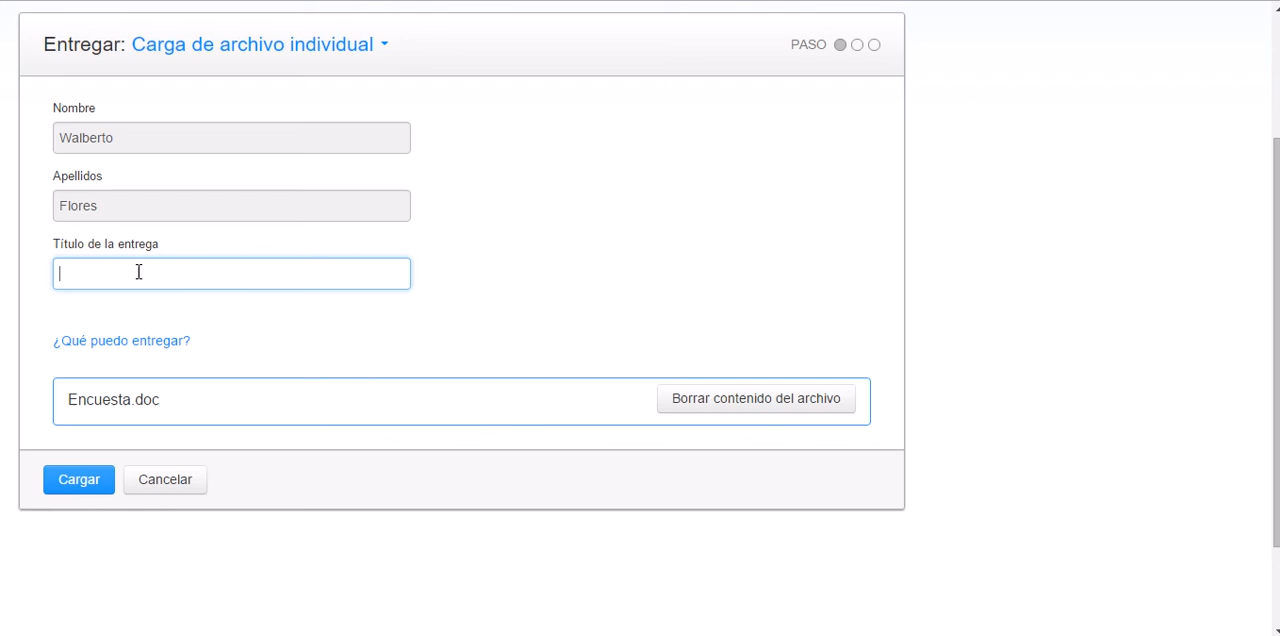 Entregar: Carga de archivo individual
PASO
Nombre
Walberto
Apellidos
Flores
Título de la entrega
¿Qué puedo entregar?
Encuesta.doc
Borrar contenido del archivo
Cargar
Cancelar